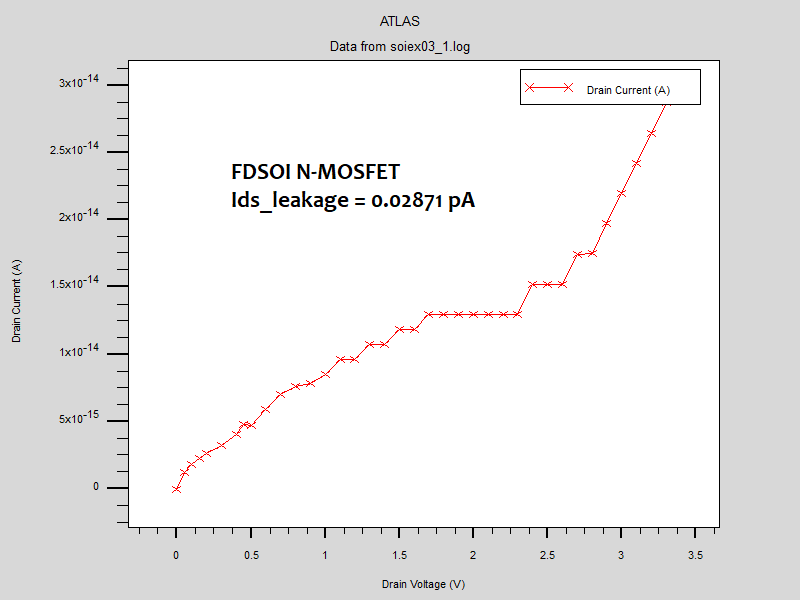 ATLAS
Data from soiex03_1.log
Drain Current (A)
FDSOI N-MOSFET
Ids_leakage = 0.02871 pA
3x10-14
2.5x10-14
2x10-14
1.5x10-14
1x10-14
5x10-15
0
Drain Current (A)
0 0.5 1 1.5 2 2.5 3 3.5
Drain Voltage (V)